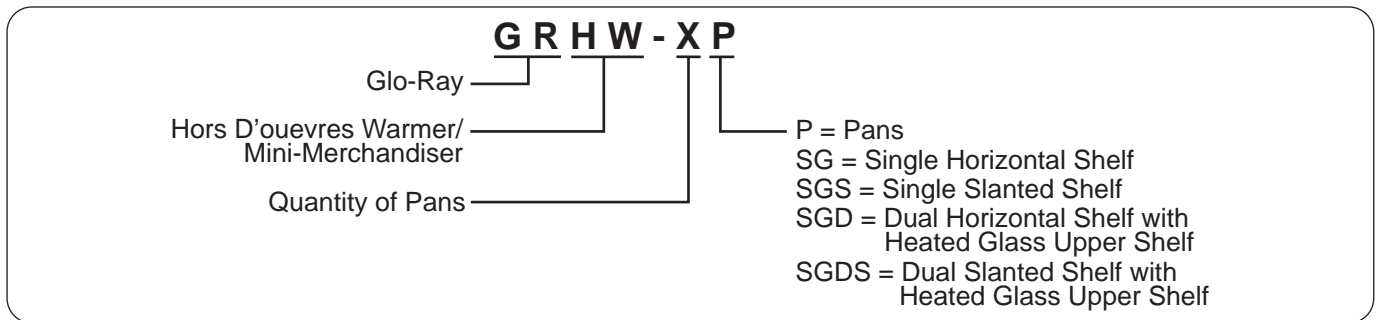 G R H W - X P
Glo-Ray
Hors D'ouevres Warmer/
Mini-Merchandiser
Quantity of Pans
P = Pans
SG = Single Horizontal Shelf
SGS = Single Slanted Shelf
SGD = Dual Horizontal Shelf with
Heated Glass Upper Shelf
SGDS = Dual Slanted Shelf with
Heated Glass Upper Shelf